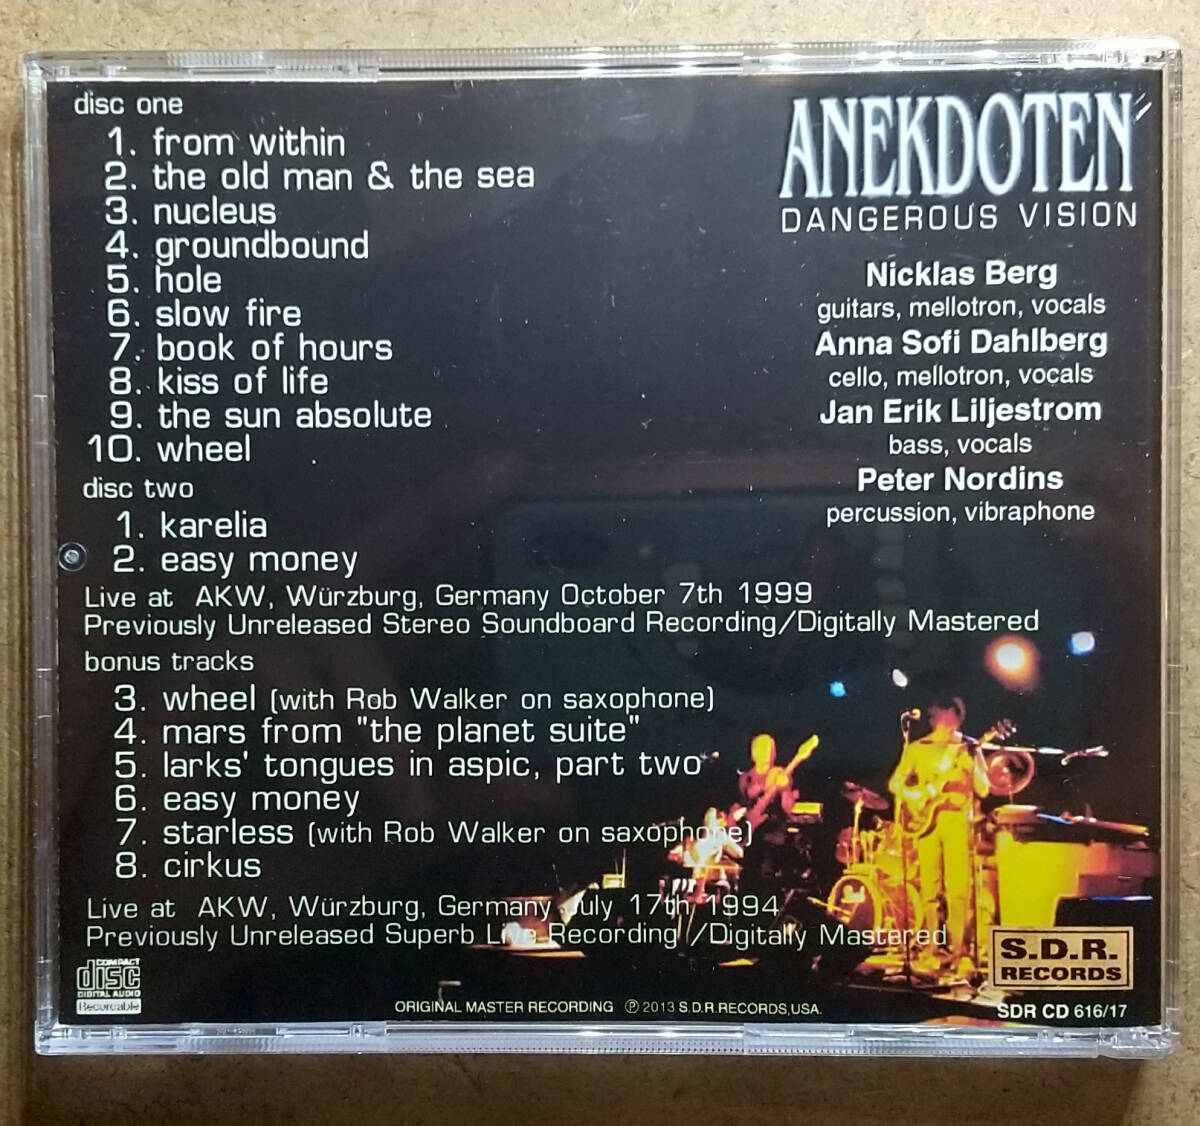 disc one
1. from within
2. the old man & the sea
3. nucleus
4. groundbound
5. hole
6. slow fire
7. book of hours
8. kiss of life
9. the sun absolute
10. wheel
disc two
1. karelia
2. easy money
Live at AKW, Würzburg, Germany October 7th 1999
Previously Unreleased Stereo Soundboard Recording/Digitally Mastered
bonus tracks
3. wheel (with Rob Walker on saxophone)
4. mars from "the planet suite"
5. larks' tongues in aspic, part two
6. easy money
7. starless (with Rob Walker on saxophone)
8. cirkus
Live at AKW, Würzburg, Germany July 17th 1994
Previously Unreleased Superb Live Recording /Digitally Mastered
ANEKDOTEN
DANGEROUS VISION
Nicklas Berg
guitars, mellotron, vocals
Anna Sofi Dahlberg
cello, mellotron, vocals
Jan Erik Liljestrom
bass, vocals
Peter Nordins
percussion, vibraphone
COMPACT
disc
DIGITAL AUDIO
Recordable
ORIGINAL MASTER RECORDING ℗ 2013 S.D.R.RECORDS,USA.
S.D.R.
RECORDS
SDR CD 616/17